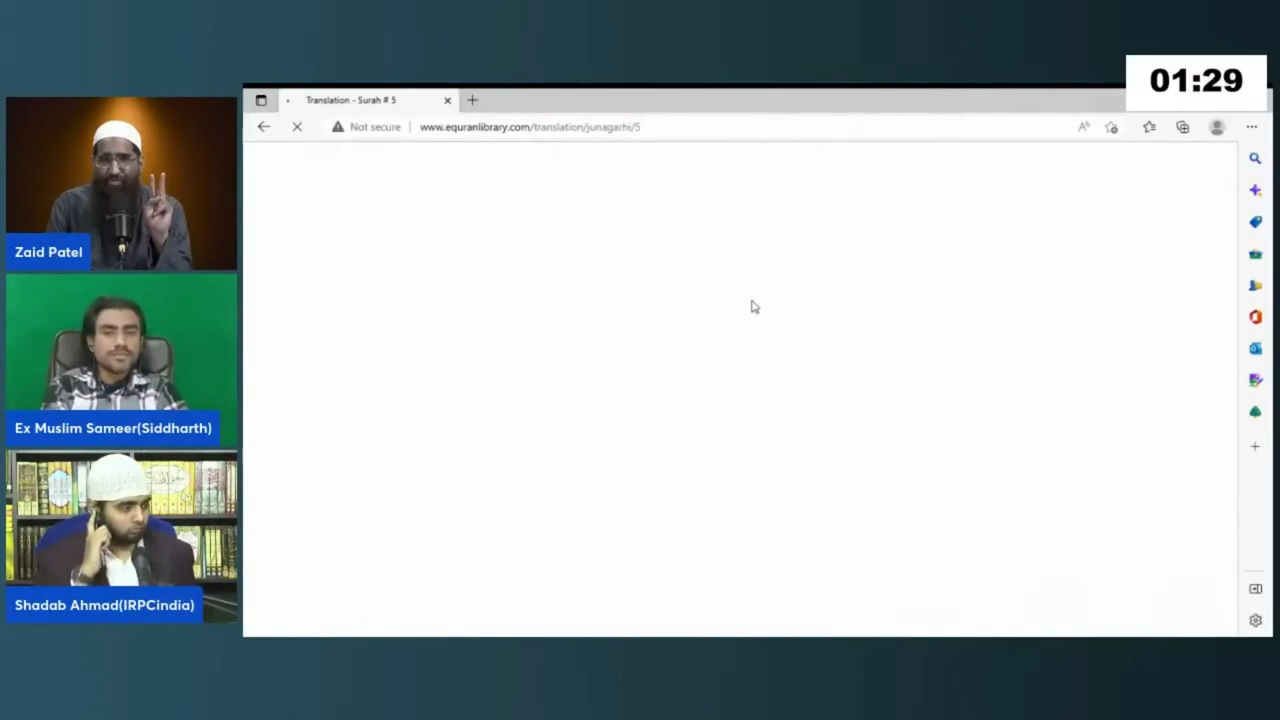 01:29
Translation - Surah # 5
Not secure
www.equranlibrary.com/translation/junagarhi/5
Zaid Patel
Ex Muslim Sameer(Siddharth)
Shadab Ahmad(IRPCindia)